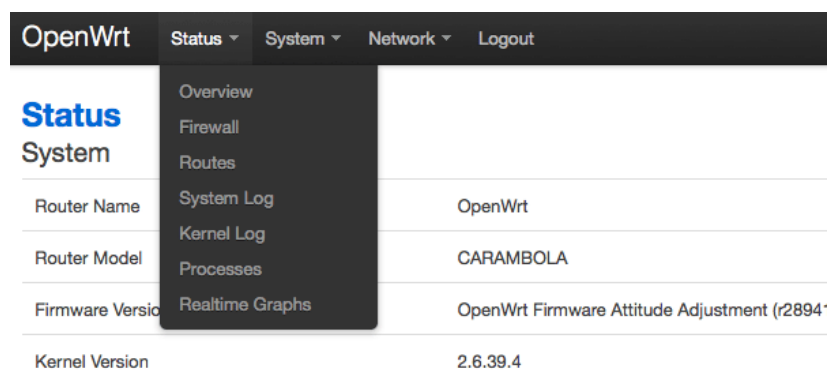 OpenWrt Status System Network Logout
Overview
Firewall
Routes
System Log
Kernel Log
Processes
Realtime Graphs
Status
System
Router Name OpenWrt
Router Model CARAMBOLA
Firmware Versio OpenWrt Firmware Attitude Adjustment (r28941
Kernel Version 2.6.39.4